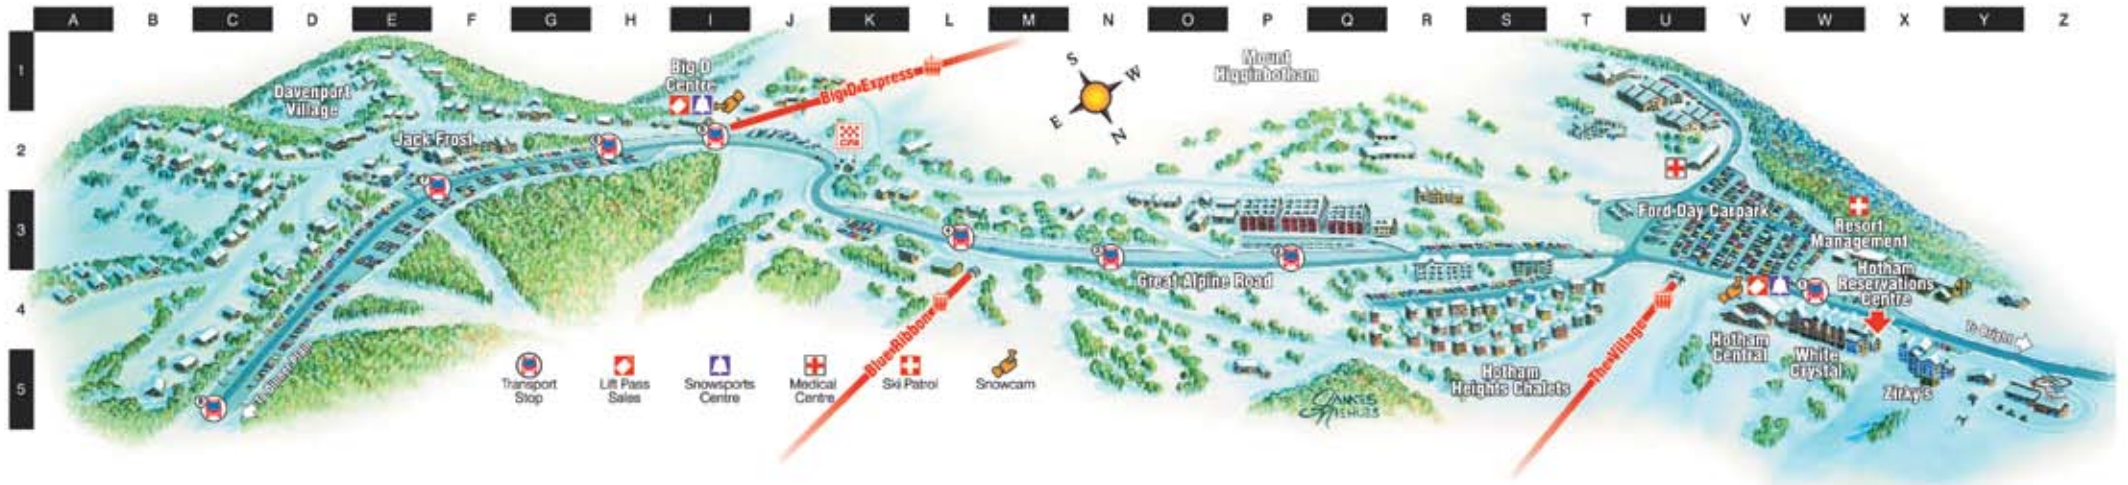 A B C D E F G H I J K L M N O P Q R S T U V W X Y Z
1
2
3
4
5
Davenport
Village
Jack Frost
Big D
Centre
Big D Express
S
W
E
N
Mount
Higginbotham
Great Alpine Road
Ford Day Carpark
Resort
Management
Hotham
Reservations
Centre
To Bright
Hotham
Central
White
Crystal
Zirky's
Hotham
Heights Chalets
The Village
Blue Ribbon
Transport
Stop
Lift Pass
Sales
Snowsports
Centre
Medical
Centre
Ski Patrol
Snowcam
James
Niehues